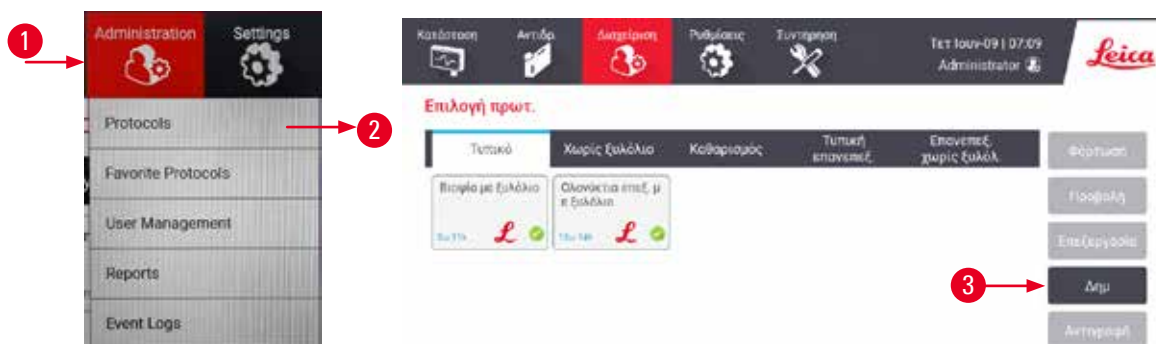 1
Administration
Settings
Protocols
2
Favorite Protocols
User Management
Reports
Event Logs
Κατάσταση
Αντιδρ
Διαχείριση
Ρυθμίσεις
Συντήρηση
Τετ Ιουν-09 | 07:09
Administrator
Leica
Επιλογή πρωτ.
Τυπικό
Χωρίς ξυλόλιο
Καθαρισμός
Τυπική
επανεπεξ.
Επανεπεξ.
χωρίς ξυλόλ.
Φόρτωση
Βιοψία με ξυλόλιο
Ολονύκτια επεξ. μ
ε ξυλόλιο
Προβολή
Επεξεργασία
3
Δημ
Αντιγραφή